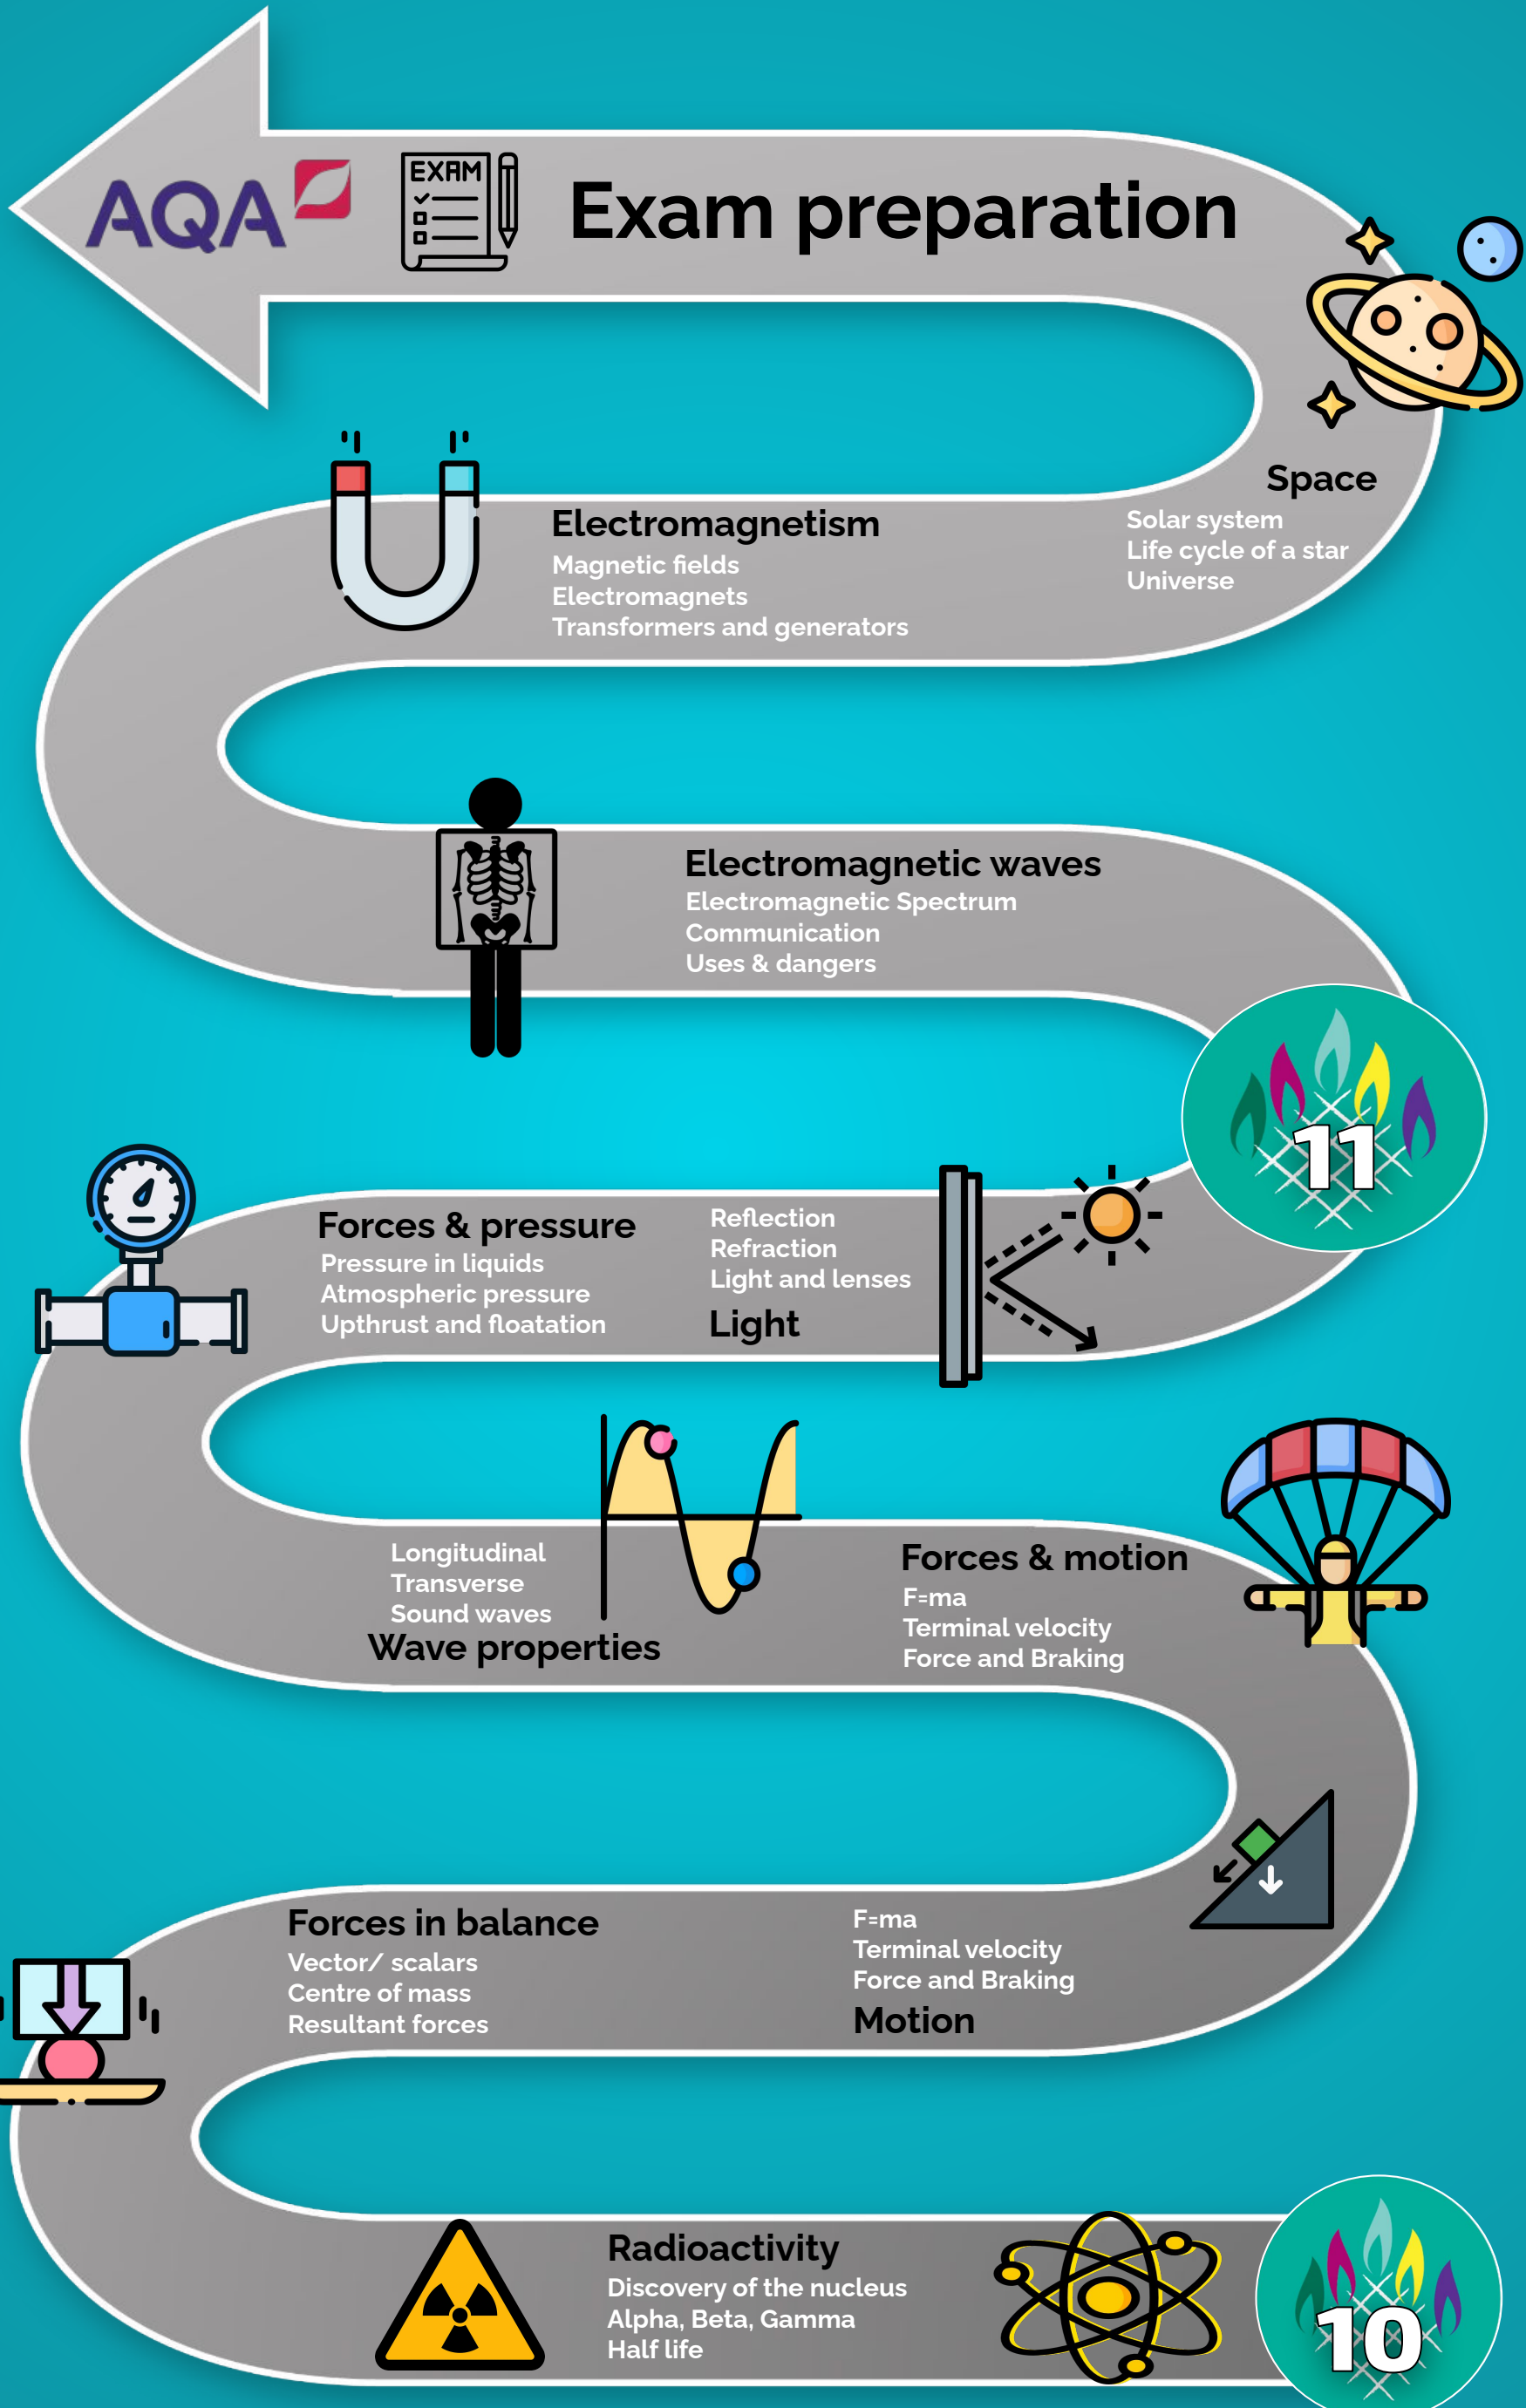 AQA
EXAM
Exam preparation
Space
Solar system
Life cycle of a star
Universe
Electromagnetism
Magnetic fields
Electromagnets
Transformers and generators
Electromagnetic waves
Electromagnetic Spectrum
Communication
Uses & dangers
11
Forces & pressure
Pressure in liquids
Atmospheric pressure
Upthrust and floatation
Reflection
Refraction
Light and lenses
Light
Longitudinal
Transverse
Sound waves
Wave properties
Forces & motion
F=ma
Terminal velocity
Force and Braking
Forces in balance
Vector/ scalars
Centre of mass
Resultant forces
F=ma
Terminal velocity
Force and Braking
Motion
Radioactivity
Discovery of the nucleus
Alpha, Beta, Gamma
Half life
10